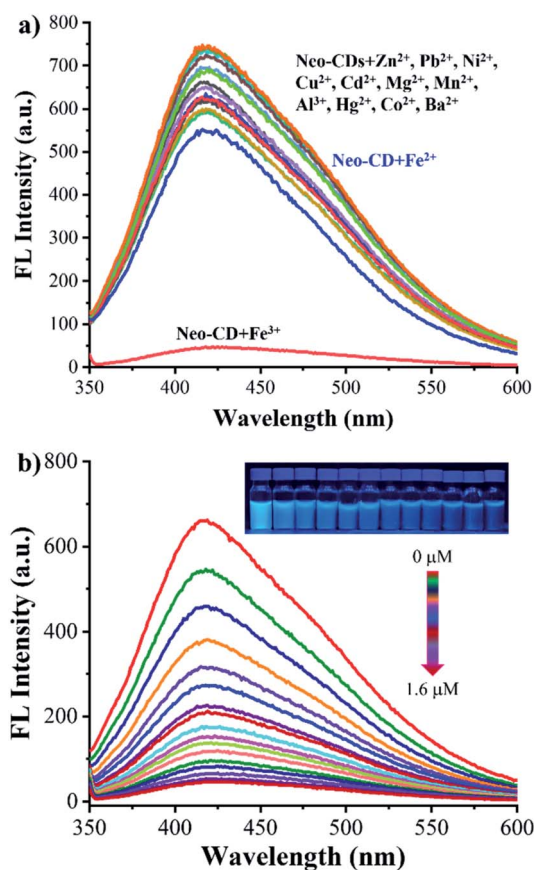 a)
800
700
600
500
400
300
200
100
0
FL Intensity (a.u.)
Neo-CDs+Zn²⁺, Pb²⁺, Ni²⁺,
Cu²⁺, Cd²⁺, Mg²⁺, Mn²⁺,
Al³⁺, Hg²⁺, Co²⁺, Ba²⁺
Neo-CD+Fe²⁺
Neo-CD+Fe³⁺
350 400 450 500 550 600
Wavelength (nm)
b)
800
600
400
200
0
FL Intensity (a.u.)
0 μM
1.6 μM
350 400 450 500 550 600
Wavelength (nm)